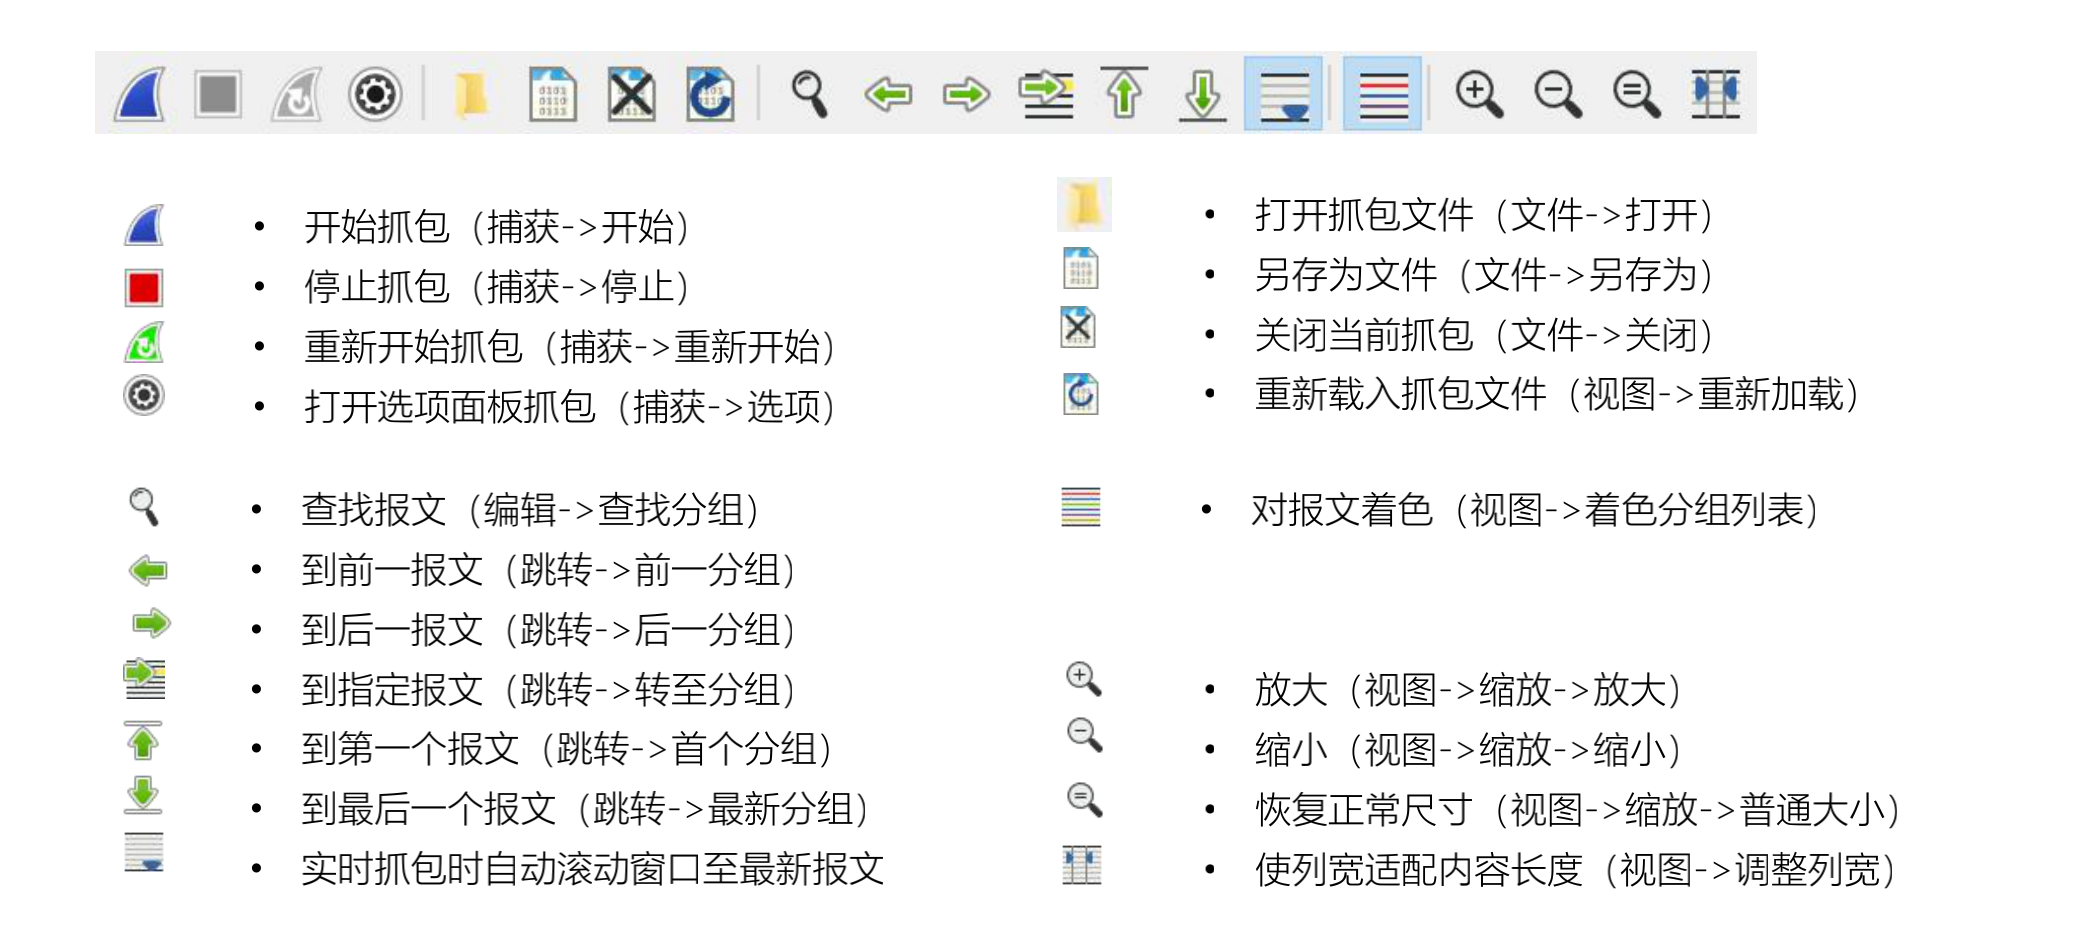 • 开始抓包（捕获->开始）
• 停止抓包（捕获->停止）
• 重新开始抓包（捕获->重新开始）
• 打开选项面板抓包（捕获->选项）
• 查找报文（编辑->查找分组）
• 到前一报文（跳转->前一分组）
• 到后一报文（跳转->后一分组）
• 到指定报文（跳转->转至分组）
• 到第一个报文（跳转->首个分组）
• 到最后一个报文（跳转->最新分组）
• 实时抓包时自动滚动窗口至最新报文
• 打开抓包文件（文件->打开）
• 另存为文件（文件->另存为）
• 关闭当前抓包（文件->关闭）
• 重新载入抓包文件（视图->重新加载）
• 对报文着色（视图->着色分组列表）
• 放大（视图->缩放->放大）
• 缩小（视图->缩放->缩小）
• 恢复正常尺寸（视图->缩放->普通大小）
• 使列宽适配内容长度（视图->调整列宽）